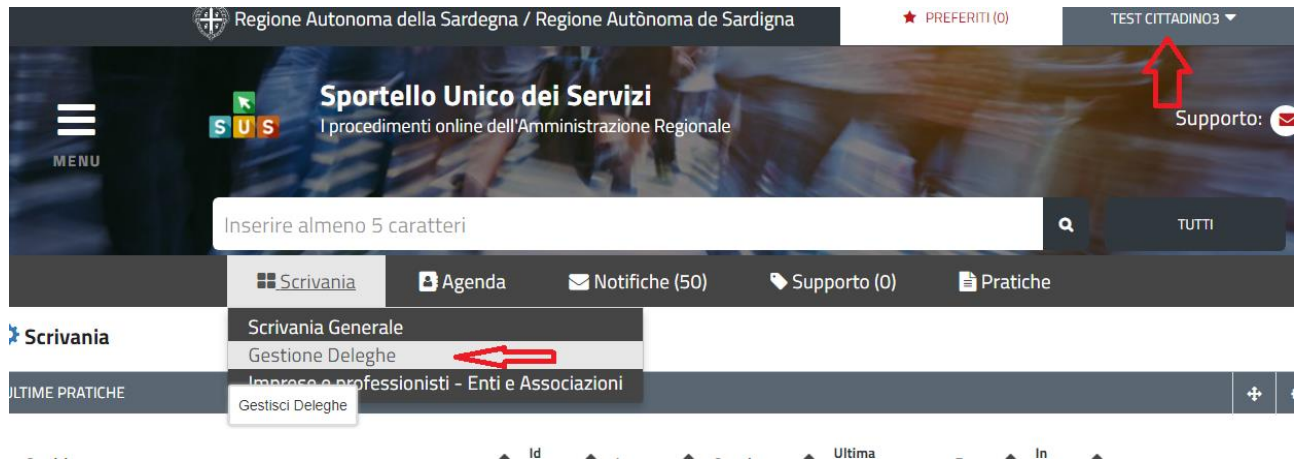 Regione Autonoma della Sardegna / Regione Autònoma de Sardigna
PREFERITI (0)
TEST CITTADINO3
MENU
SUS
Sportello Unico dei Servizi
I procedimenti online dell'Amministrazione Regionale
Supporto:
Inserire almeno 5 caratteri
TUTTI
Scrivania
Agenda
Notifiche (50)
Supporto (0)
Pratiche
Scrivania
Scrivania Generale
Gestione Deleghe
Imprese e professionisti - Enti e Associazioni
Gestisci Deleghe
ULTIME PRATICHE
Id
Ultima
In